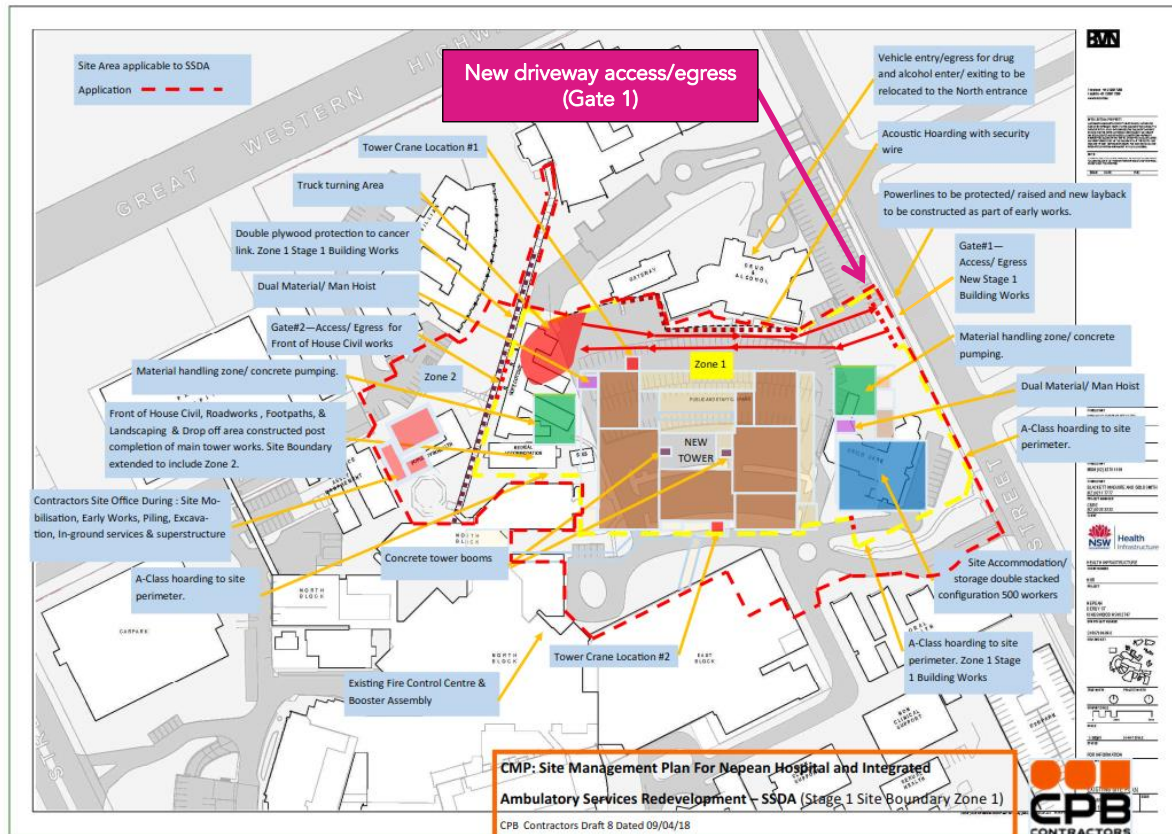 BVN
Site Area applicable to SSDA
Application
GREAT WESTERN HIGHWAY
New driveway access/egress
(Gate 1)
Vehicle entry/egress for drug
and alcohol enter/ exiting to be
relocated to the North entrance
Tower Crane Location #1
Acoustic Hoarding with security
wire
Truck turning Area
Powerlines to be protected/ raised and new layback
to be constructed as part of early works.
Double plywood protection to cancer
link. Zone 1 Stage 1 Building Works
Gate#1—
Access/ Egress
New Stage 1
Building Works
GATEWAY
DRUG
&
ALCOHOL
Dual Material/ Man Hoist
Gate#2—Access/ Egress for
Front of House Civil works
Material handling zone/ concrete
pumping.
Material handling zone/ concrete pumping.
Zone 2
Zone 1
Dual Material/ Man Hoist
Front of House Civil, Roadworks , Footpaths, &
Landscaping & Drop off area constructed post
completion of main tower works. Site Boundary
extended to include Zone 2.
A-Class hoarding to site
perimeter.
NEW
TOWER
CHILD CARE
STREET
Contractors Site Office During : Site Mo-
bilisation, Early Works, Piling, Excava-
tion, In-ground services & superstructure
Concrete tower booms
NSW
Health
Infrastructure
Site Accommodation/
storage double stacked
configuration 500 workers
A-Class hoarding to site
perimeter.
NORTH
BLOCK
NORTH
BLOCK
CARPARK
NORTH
BLOCK
EAST
BLOCK
Tower Crane Location #2
A-Class hoarding to site
perimeter. Zone 1 Stage
1 Building Works
Existing Fire Control Centre &
Booster Assembly
NON
CLINICAL
SUPPORT
CMP: Site Management Plan For Nepean Hospital and Integrated
Ambulatory Services Redevelopment – SSDA (Stage 1 Site Boundary Zone 1)
CPB Contractors Draft 8 Dated 09/04/18
CPB
CONTRACTORS